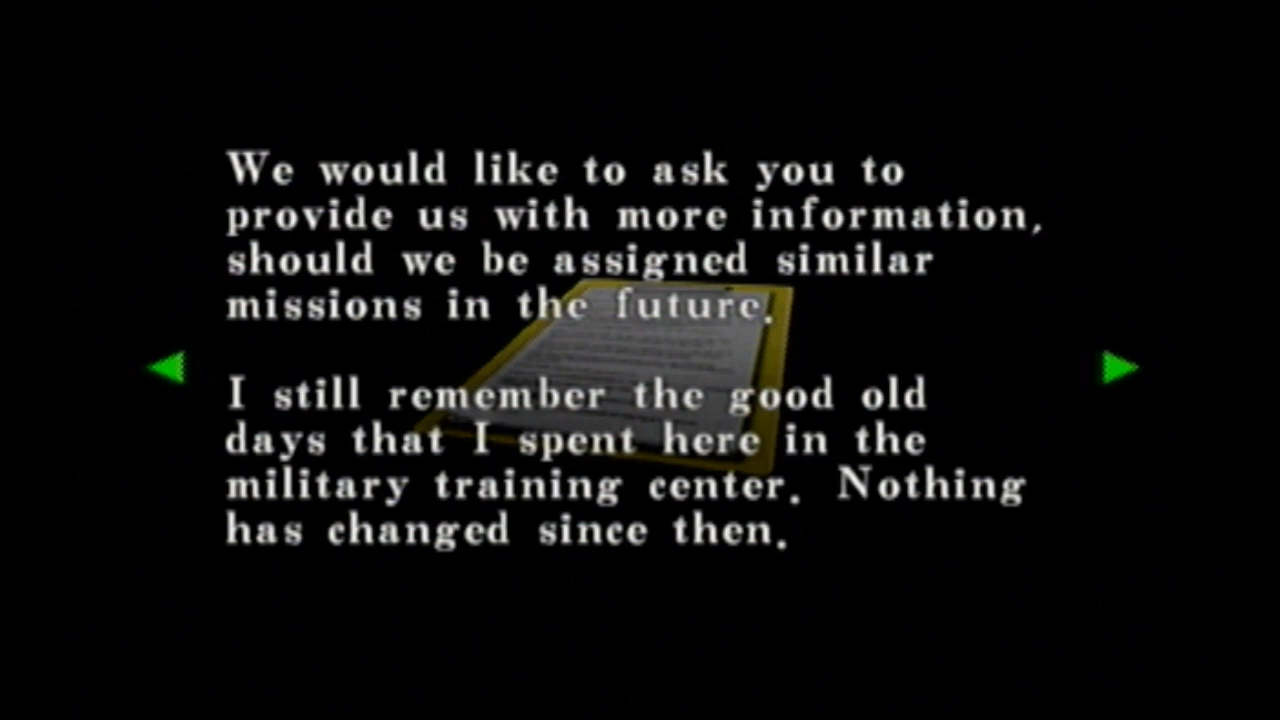 We would like to ask you to
provide us with more information,
should we be assigned similar
missions in the future.
I still remember the good old
days that I spent here in the
military training center. Nothing
has changed since then.